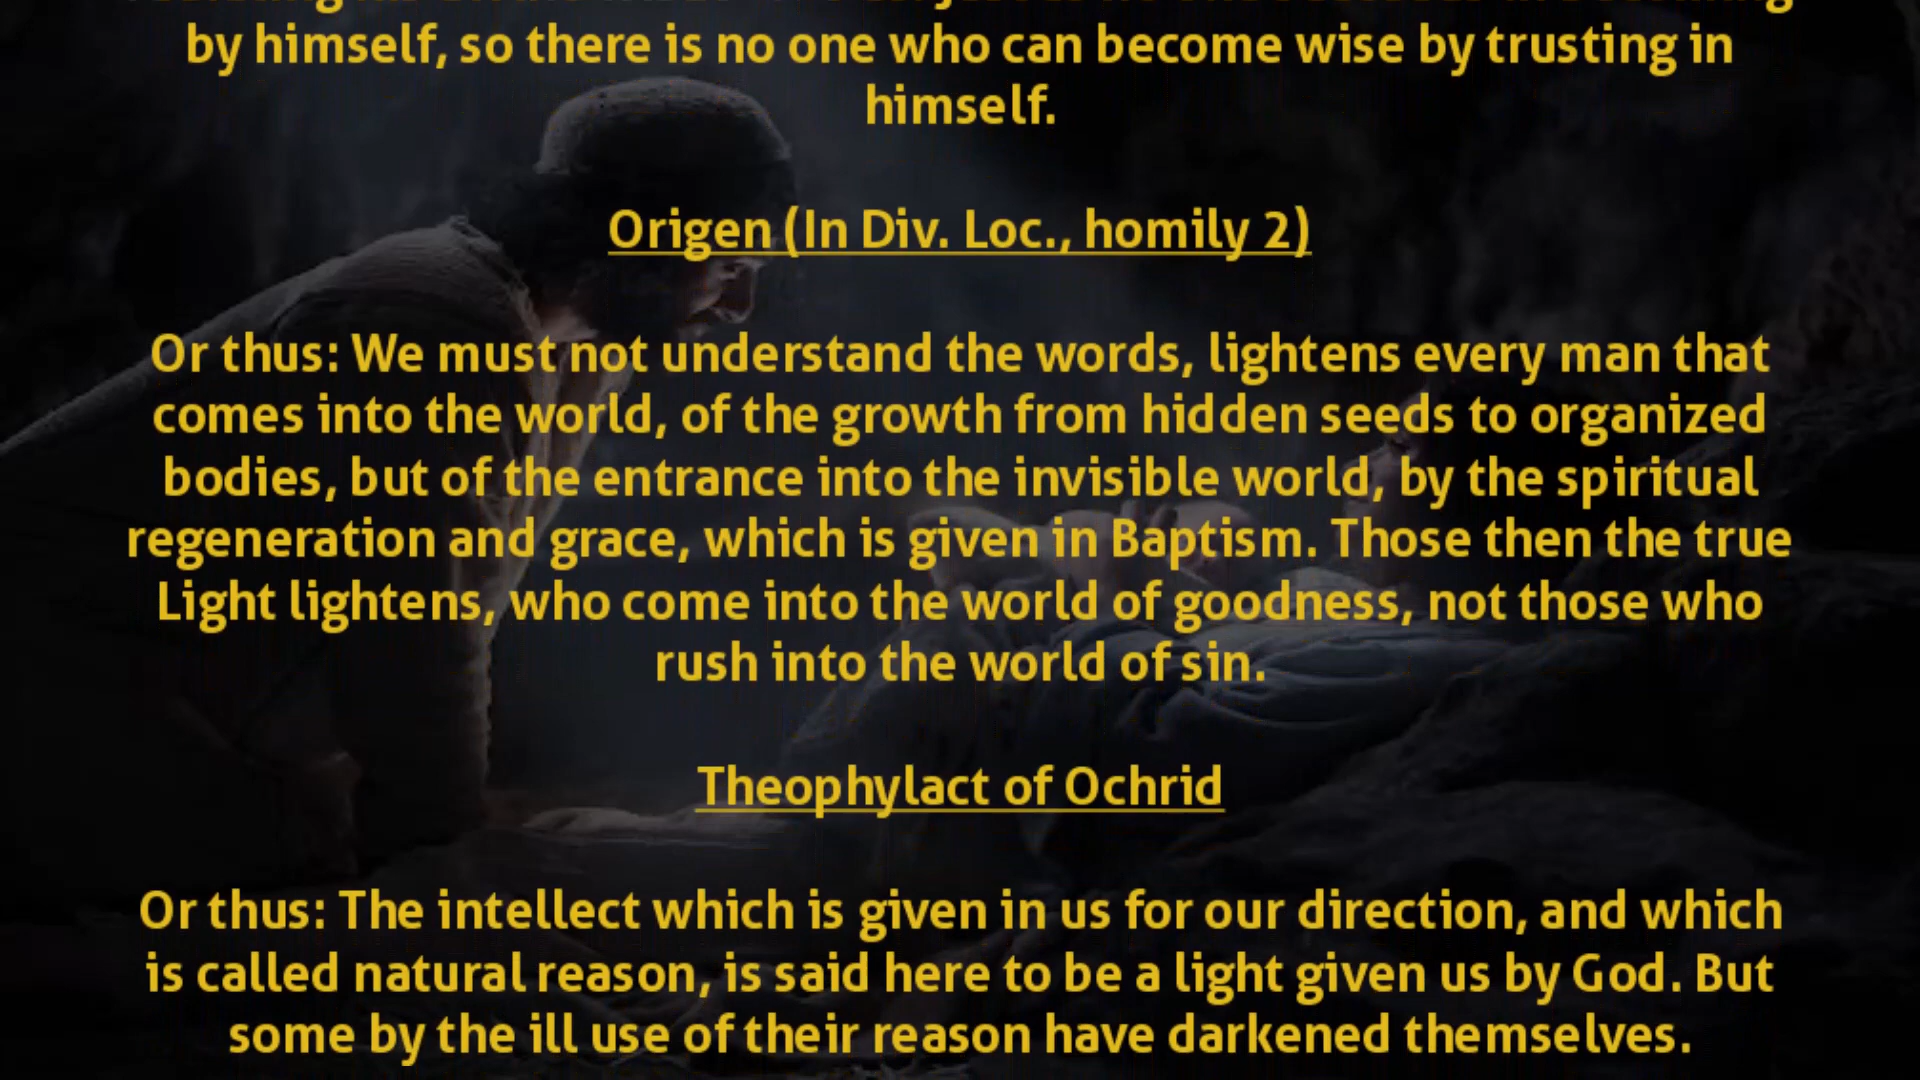 by himself, so there is no one who can become wise by trusting in
himself.
Origen (In Div. Loc., homily 2)
Or thus: We must not understand the words, lightens every man that
comes into the world, of the growth from hidden seeds to organized
bodies, but of the entrance into the invisible world, by the spiritual
regeneration and grace, which is given in Baptism. Those then the true
Light lightens, who come into the world of goodness, not those who
rush into the world of sin.
Theophylact of Ochrid
Or thus: The intellect which is given in us for our direction, and which
is called natural reason, is said here to be a light given us by God. But
some by the ill use of their reason have darkened themselves.